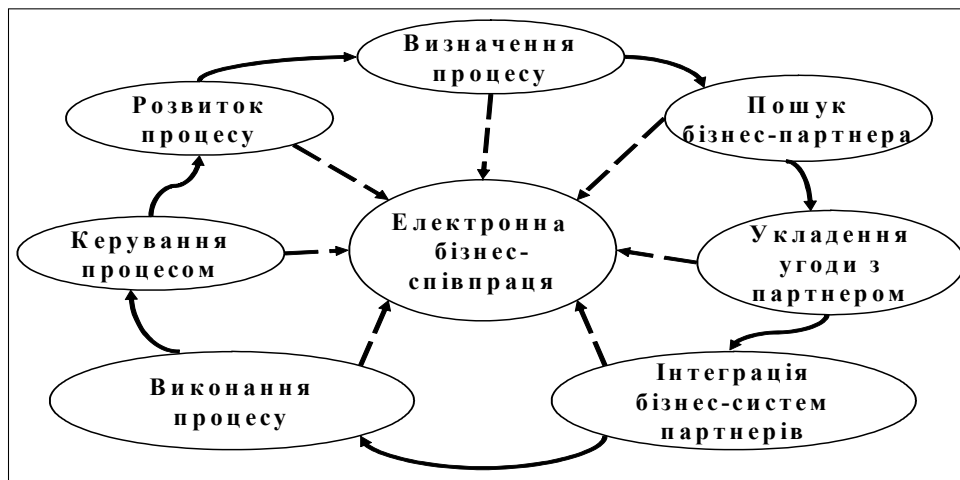 Визначення
процесу
Пошук
бізнес-партнера
Укладення
угоди з
партнером
Інтеграція
бізнес-систем
партнерів
Виконання
процесу
Керування
процесом
Розвиток
процесу
Електронна
бізнес-
співпраця